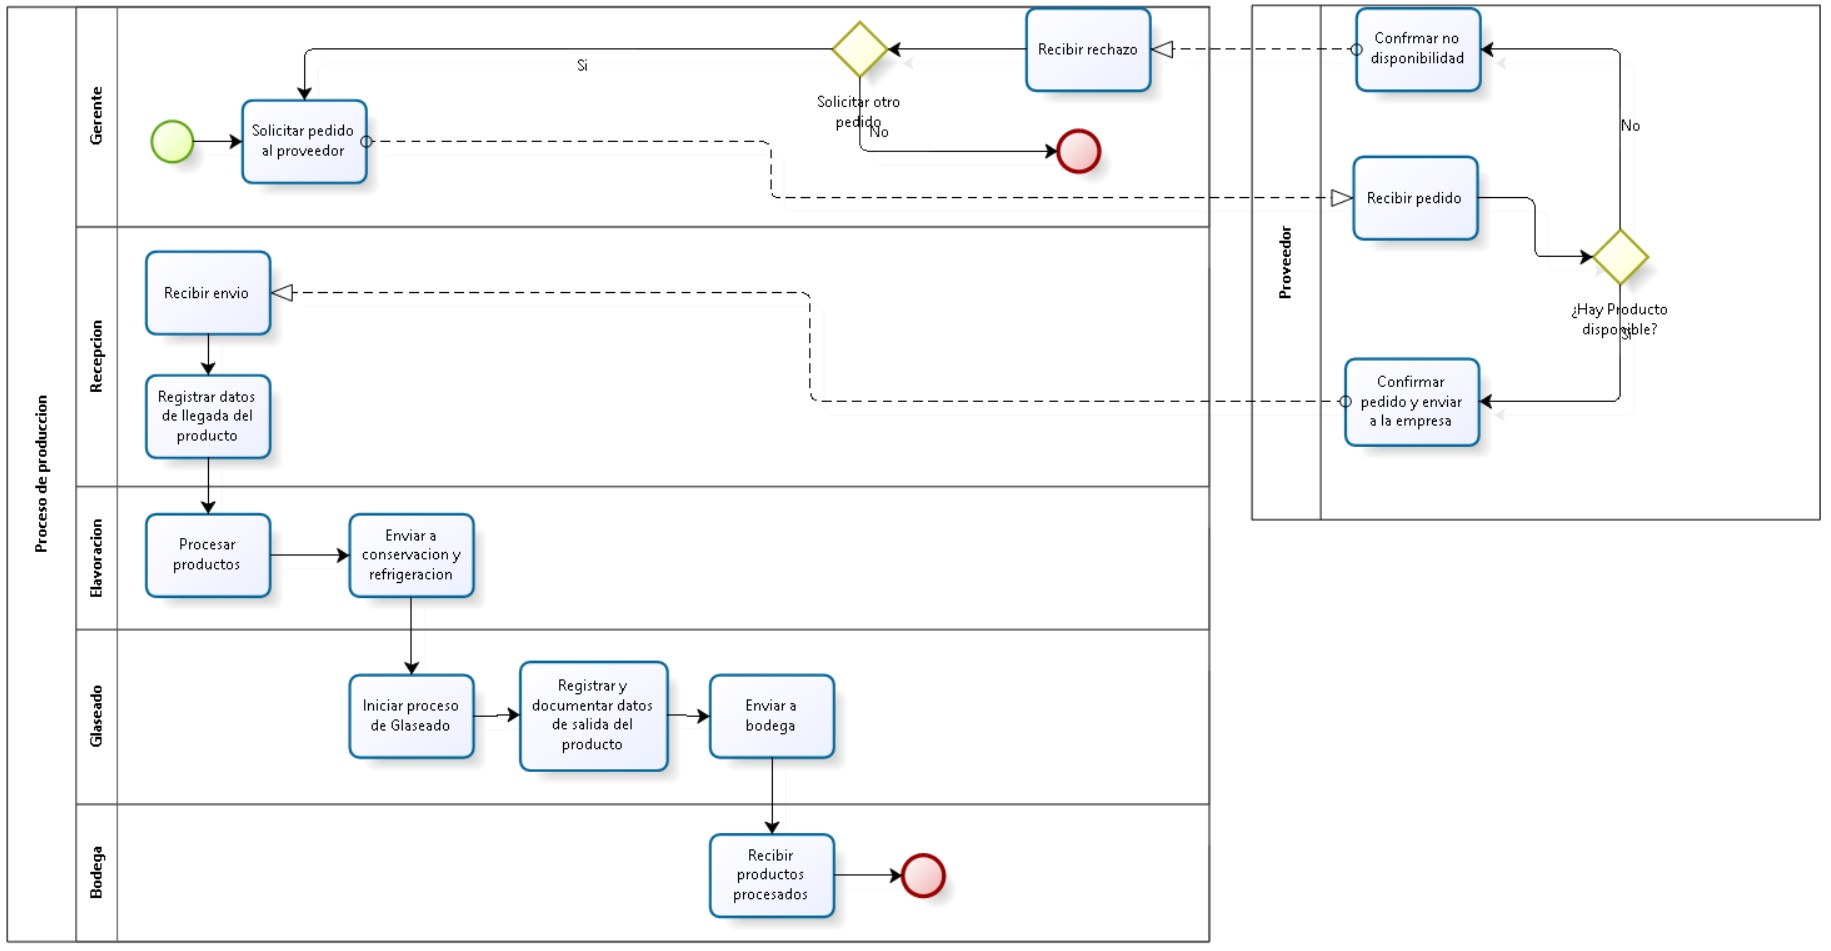 Proceso de produccion
Gerente
Solicitar pedido
al proveedor
Si
Solicitar otro
pedido
No
Recibir rechazo
Recepcion
Recibir envio
Registrar datos
de llegada del
producto
Elavoracion
Procesar
productos
Enviar a
conservacion y
refrigeracion
Glaseado
Iniciar proceso
de Glaseado
Registrar y
documentar datos
de salida del
producto
Enviar a
bodega
Bodega
Recibir
productos
procesados
Proveedor
Confrmar no
disponibilidad
No
Recibir pedido
¿Hay Producto
disponible?
Si
Confirmar
pedido y enviar
a la empresa